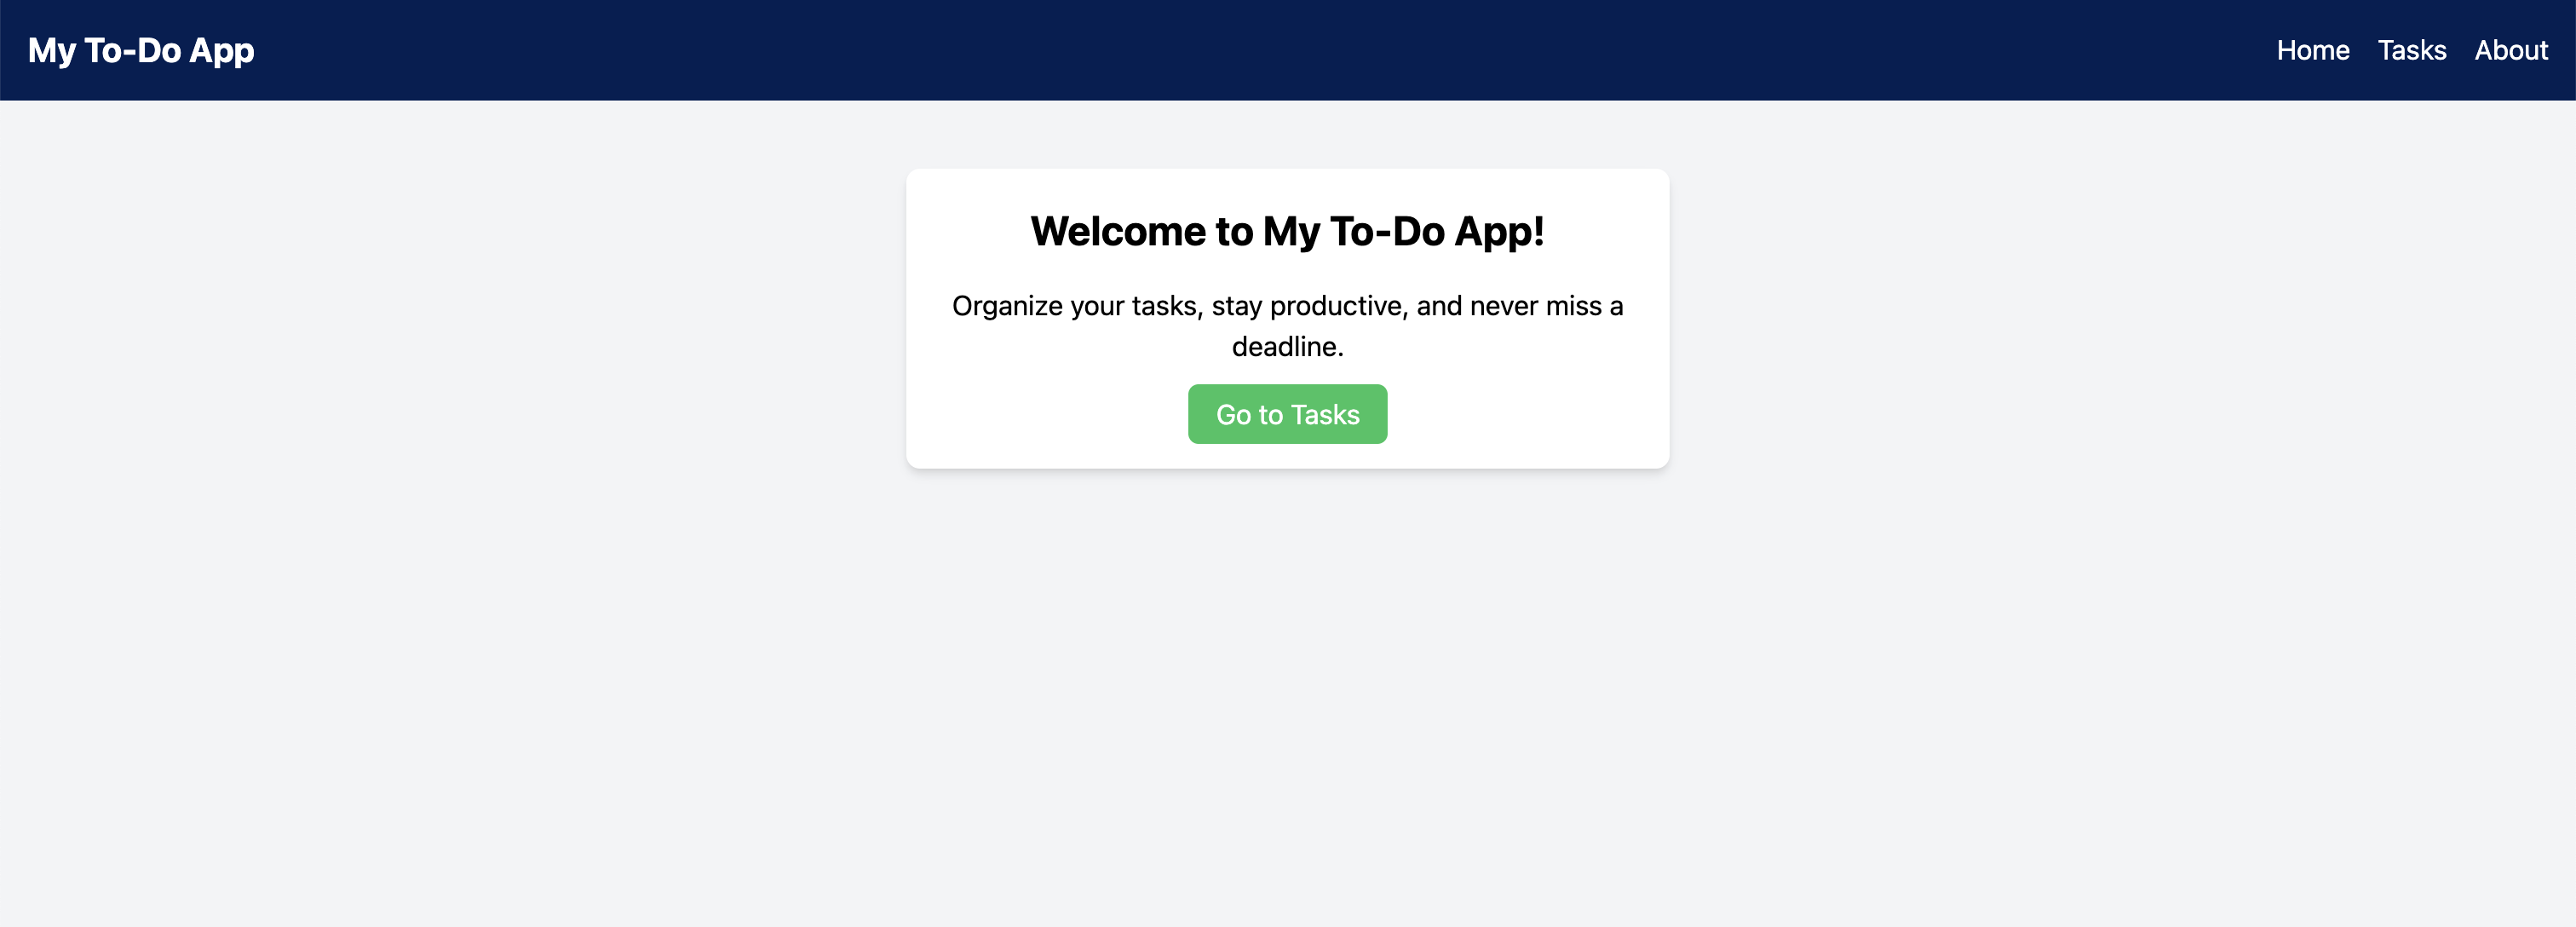 My To-Do App
Home Tasks About
Welcome to My To-Do App!
Organize your tasks, stay productive, and never miss a
deadline.
Go to Tasks